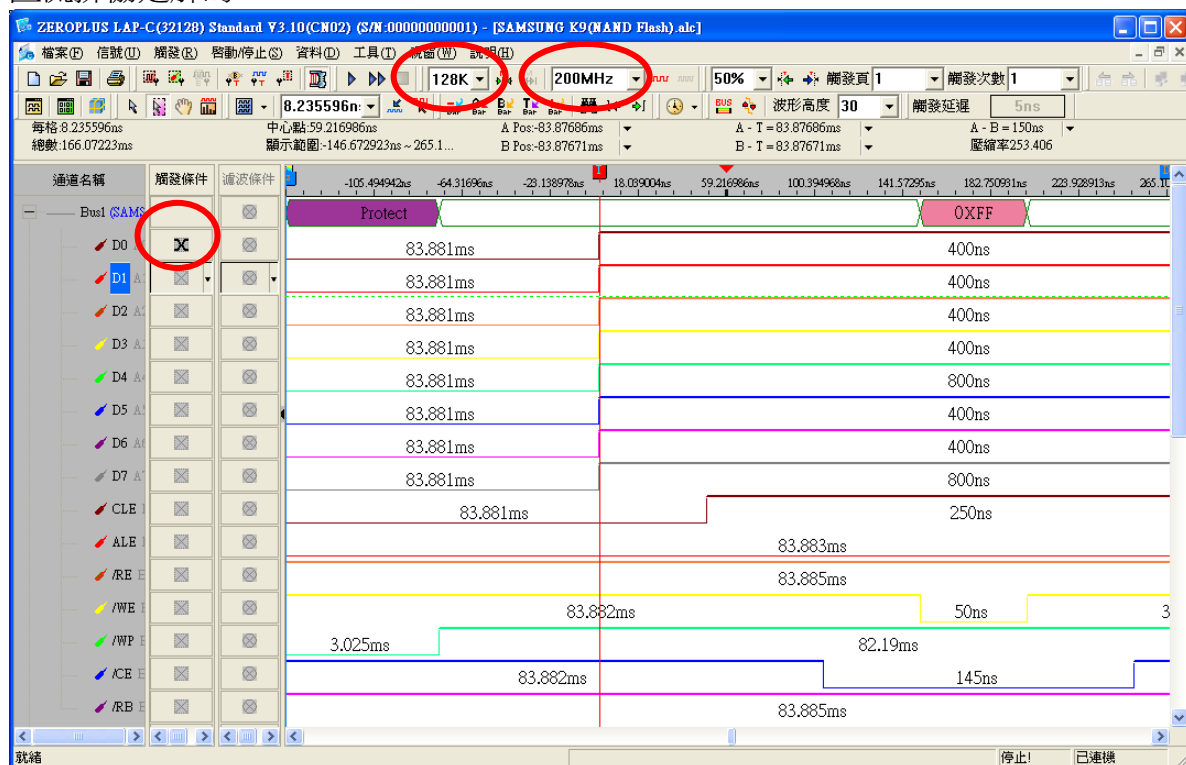 ZEROPLUS LAP-C(32128) Standard V3.10(CN02) (S/N:00000000001) - [SAMSUNG K9(NAND Flash).alc]
檔案(F) 信號(U) 觸發(R) 啓動/停止(S) 資料(D) 工具(T) 視窗(W) 說明(H)
128K 200MHz 50% 觸發頁 1 觸發次數 1
8.235596n: Bar Bar Bar Bar BUS 波形高度 30 觸發延遲 5ns
每格:8.235596ns 中心點:59.216986ns A Pos:-83.87686ms A - T = 83.87686ms A - B = 150ns
總數:166.07223ms 顯示範圍:-146.672923ns ~ 265.1... B Pos:-83.87671ms B - T = 83.87671ms 壓縮率253.406
通道名稱 觸發條件 濾波條件 -105.494942ns -64.31696ns -23.138978ns 18.039004ns 59.216986ns 100.394968ns 141.57295ns 182.750931ns 223.928913ns 265.10
Bus1 (SAMS Protect 0XFF
D0 83.881ms 400ns
D1 83.881ms 400ns
D2 83.881ms 400ns
D3 83.881ms 400ns
D4 83.881ms 800ns
D5 83.881ms 400ns
D6 83.881ms 400ns
D7 83.881ms 800ns
CLE 83.881ms 250ns
ALE 83.883ms
/RE 83.885ms
/WE 83.882ms 50ns 3
/WP 3.025ms 82.19ms
/CE 83.882ms 145ns
/RB 83.885ms
就緒 停止! 已連機